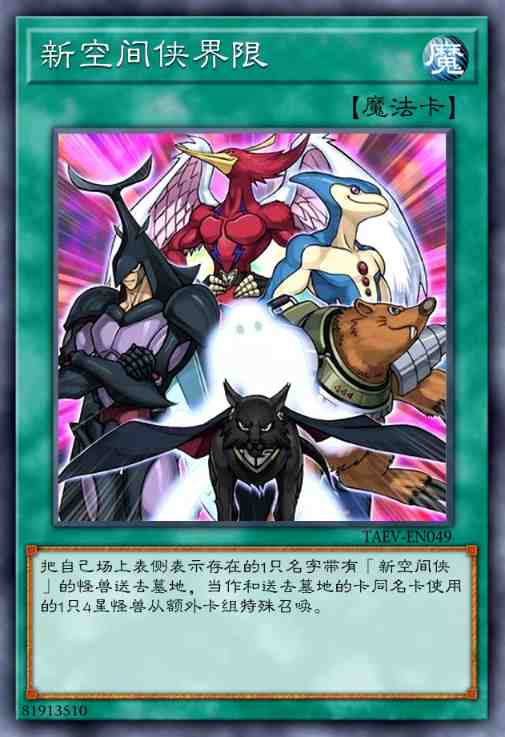 新空间侠界限
魔
【魔法卡】
444
TAEV-EN049
把自己场上表侧表示存在的1只名字带有「新空间侠
」的怪兽送去墓地，当作和送去墓地的卡同名卡使用
的1只4星怪兽从额外卡组特殊召唤。
81913510